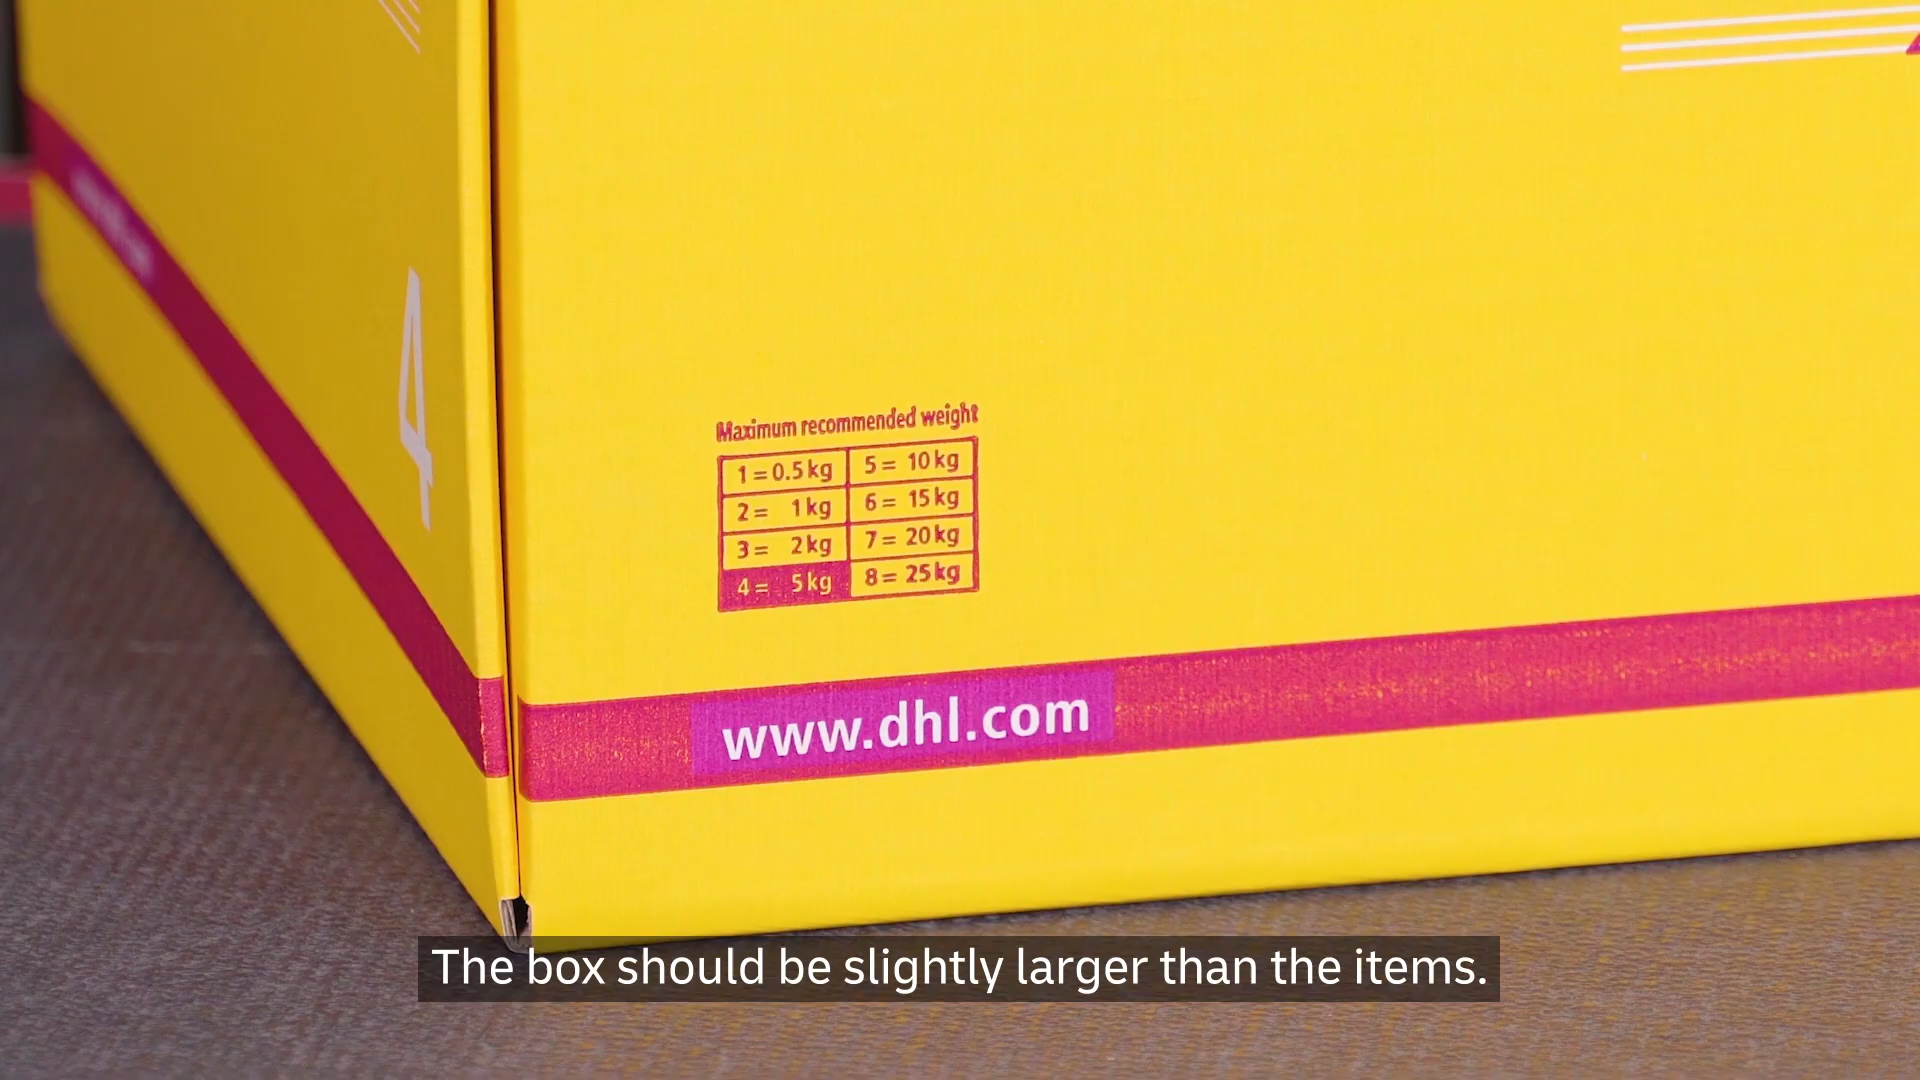 4
Maximum recommended weight
1 = 0.5 kg 5 = 10 kg
2 = 1 kg 6 = 15 kg
3 = 2 kg 7 = 20 kg
4 = 5 kg 8 = 25 kg
www.dhl.com
The box should be slightly larger than the items.